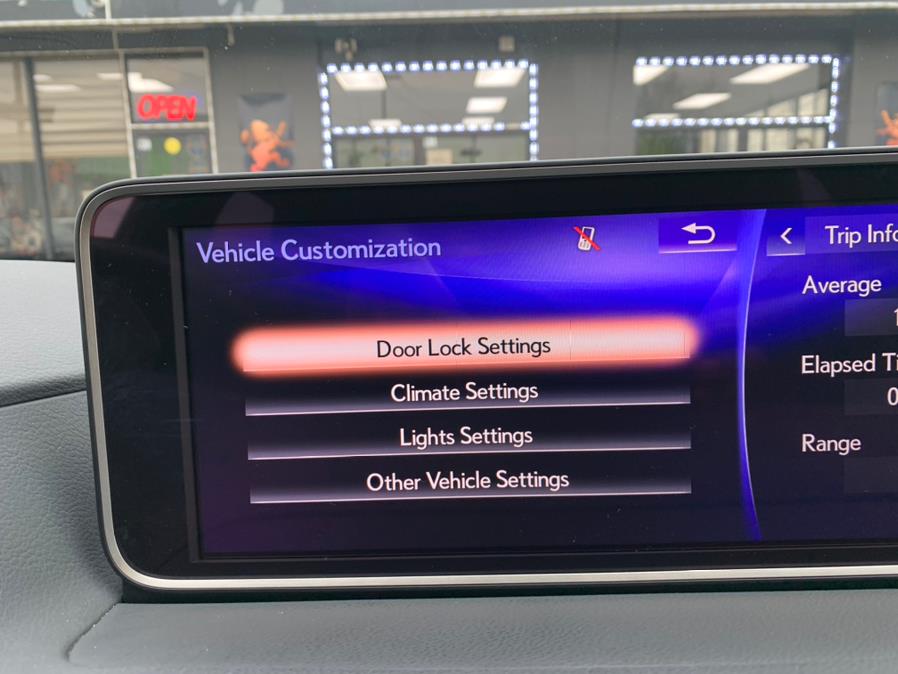 OPEN
Vehicle Customization
Door Lock Settings
Climate Settings
Lights Settings
Other Vehicle Settings
Trip Info
Average
Elapsed Ti
0
Range